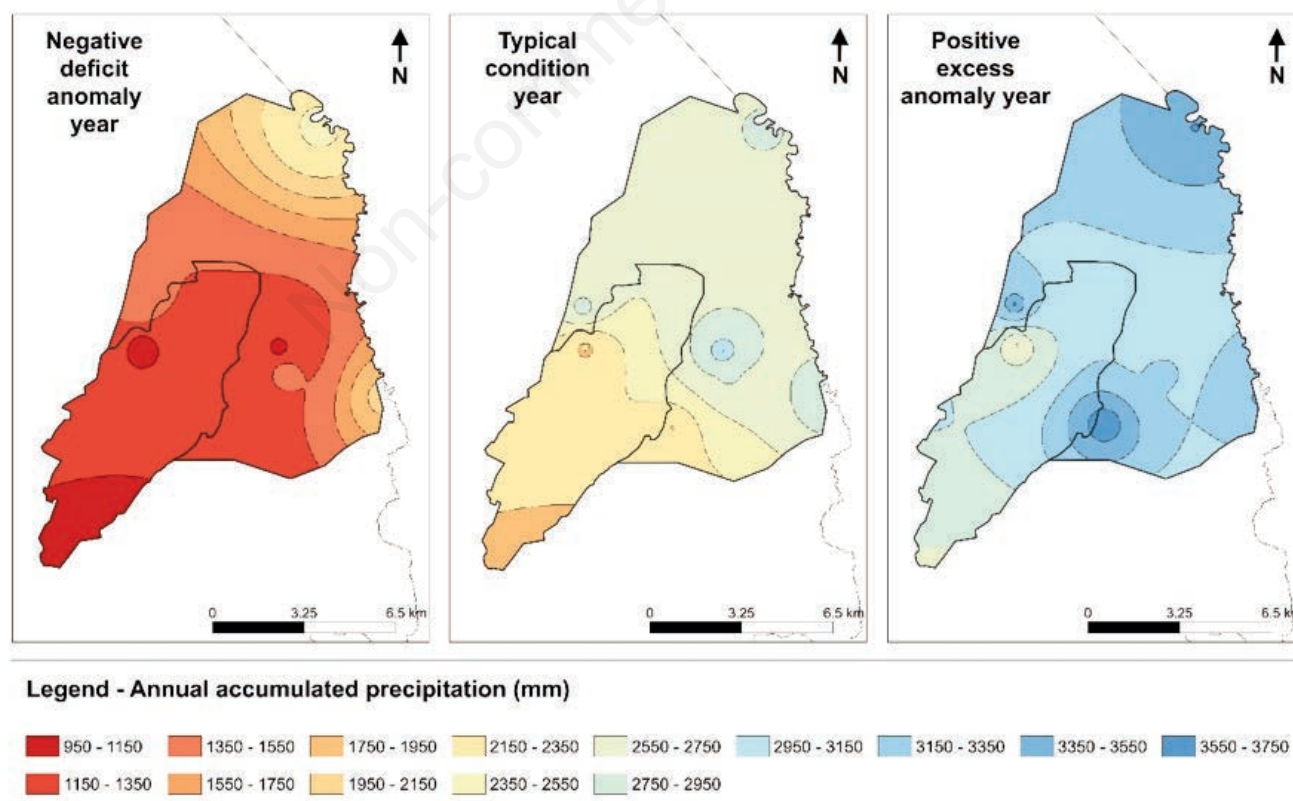 Negative
deficit
anomaly
year
N
0 3.25 6.5 km
Typical
condition
year
N
0 3.25 6.5 km
Positive
excess
anomaly year
N
0 3.25 6.5 km
Non-comme
Legend - Annual accumulated precipitation (mm)
950 - 1150 1350 - 1550 1750 - 1950 2150 - 2350 2550 - 2750 2950 - 3150 3150 - 3350 3350 - 3550 3550 - 3750
1150 - 1350 1550 - 1750 1950 - 2150 2350 - 2550 2750 - 2950